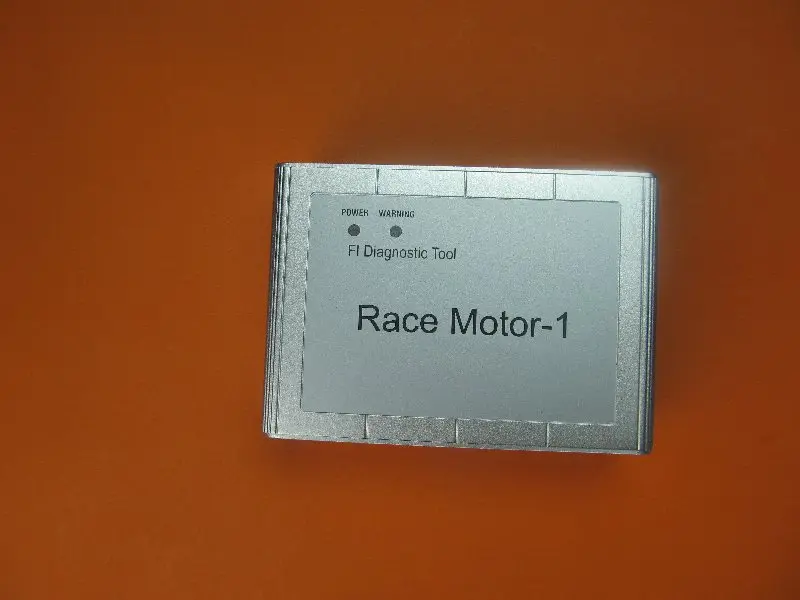 POWER WARNING
FI Diagnostic Tool
Race Motor-1